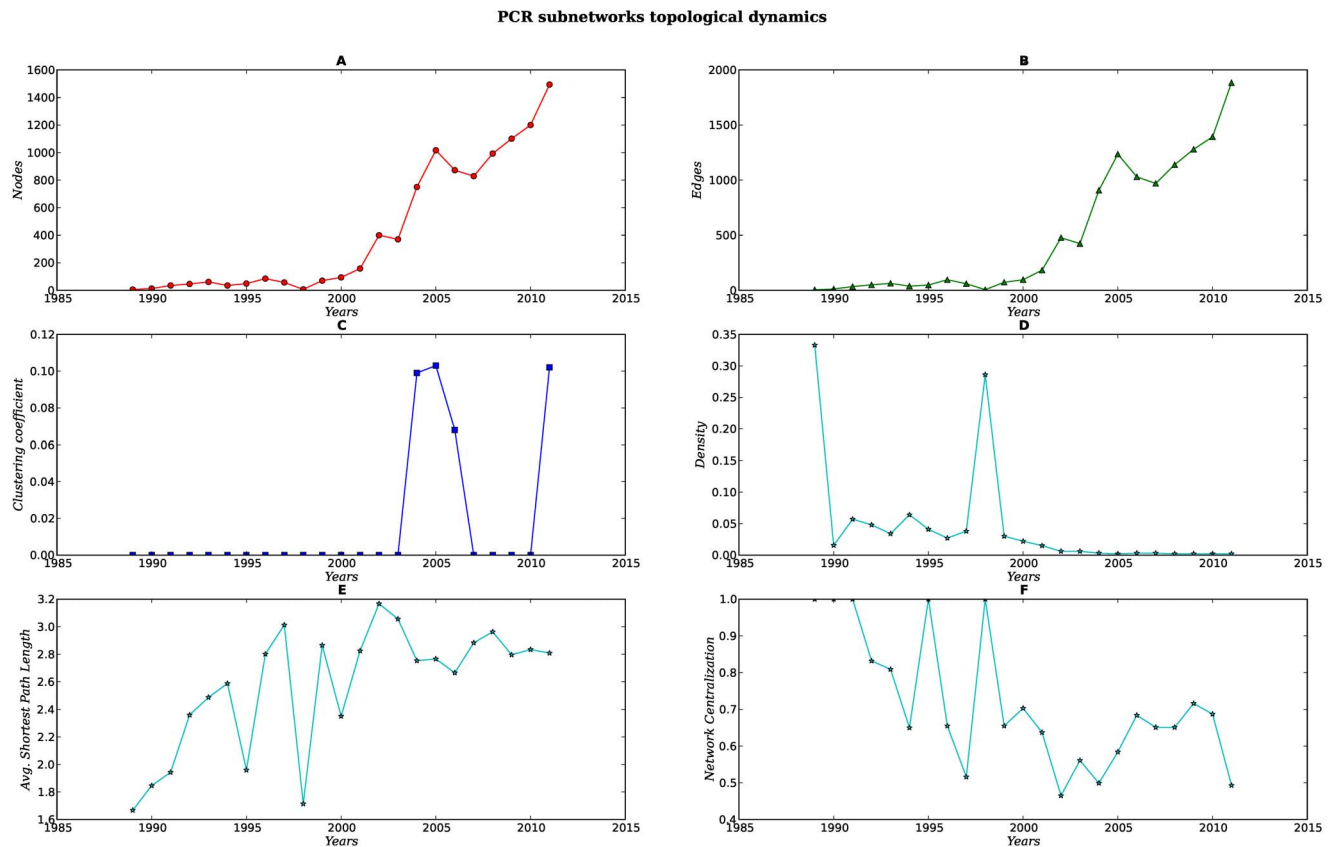 PCR subnetworks topological dynamics
A
1600
1400
1200
1000
800
600
400
200
0
Nodes
1985 1990 1995 2000 2005 2010 2015
Years
B
2000
1500
1000
500
0
Edges
1985 1990 1995 2000 2005 2010 2015
Years
C
0.12
0.10
0.08
0.06
0.04
0.02
0.00
Clustering coefficient
1985 1990 1995 2000 2005 2010 2015
Years
D
0.35
0.30
0.25
0.20
0.15
0.10
0.05
0.00
Density
1985 1990 1995 2000 2005 2010 2015
Years
E
3.2
3.0
2.8
2.6
2.4
2.2
2.0
1.8
1.6
Avg. Shortest Path Length
1985 1990 1995 2000 2005 2010 2015
Years
F
1.0
0.9
0.8
0.7
0.6
0.5
0.4
Network Centralization
1985 1990 1995 2000 2005 2010 2015
Years